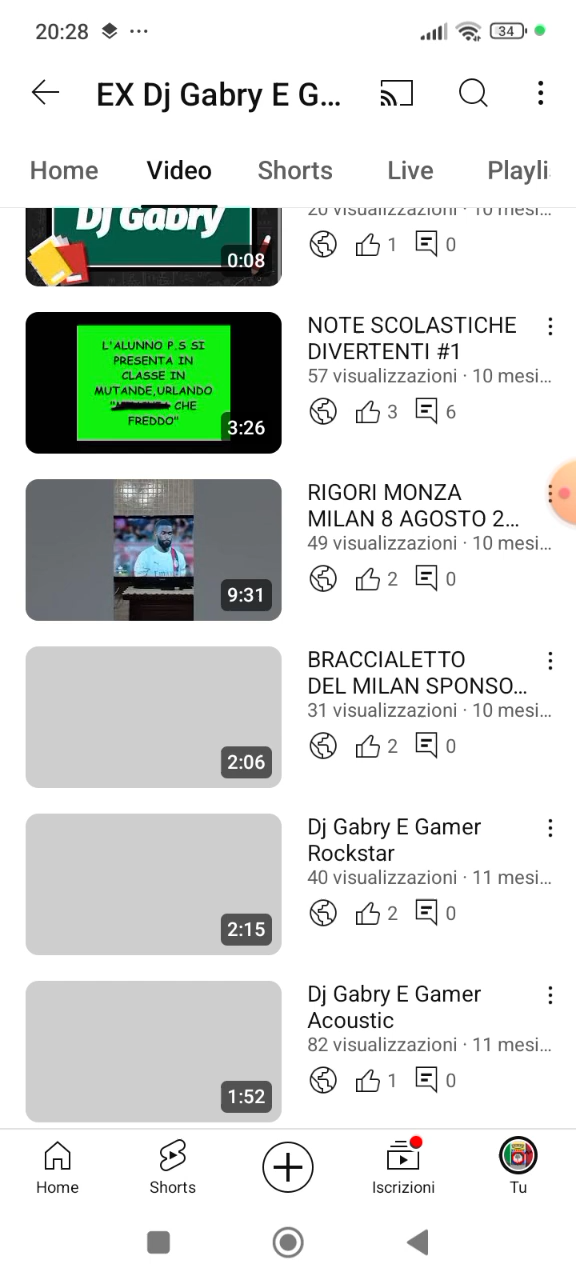 20:28
34
EX Dj Gabry E G...
Home Video Shorts Live Playli
Dj Gabry
0:08
20 visualizzazioni · 10 mesi...
1 0
L'ALUNNO P.S SI
PRESENTA IN
CLASSE IN
MUTANDE,URLANDO
CHE
FREDDO"
3:26
NOTE SCOLASTICHE
DIVERTENTI #1
57 visualizzazioni · 10 mesi...
3 6
9:31
RIGORI MONZA
MILAN 8 AGOSTO 2...
49 visualizzazioni · 10 mesi...
2 0
2:06
BRACCIALETTO
DEL MILAN SPONSO...
31 visualizzazioni · 10 mesi...
2 0
2:15
Dj Gabry E Gamer
Rockstar
40 visualizzazioni · 11 mesi...
2 0
1:52
Dj Gabry E Gamer
Acoustic
82 visualizzazioni · 11 mesi...
1 0
Home Shorts Iscrizioni Tu